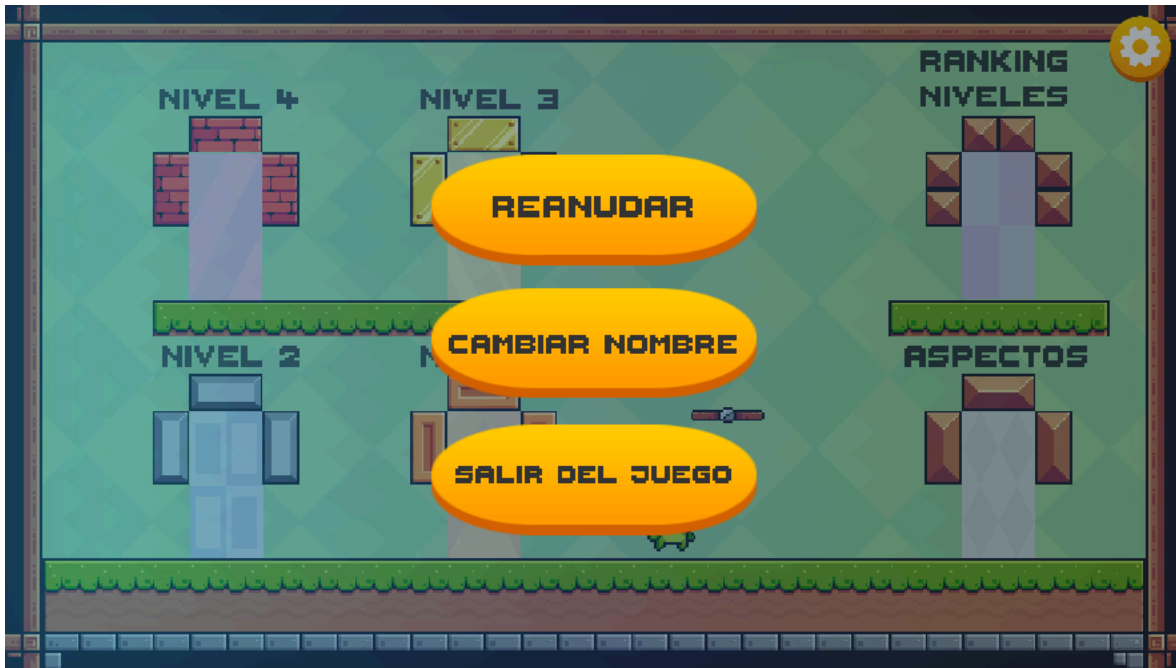 RANKING
NIVELES
NIVEL 4
NIVEL 3
REANUDAR
CAMBIAR NOMBRE
NIVEL 2
ASPECTOS
SALIR DEL JUEGO